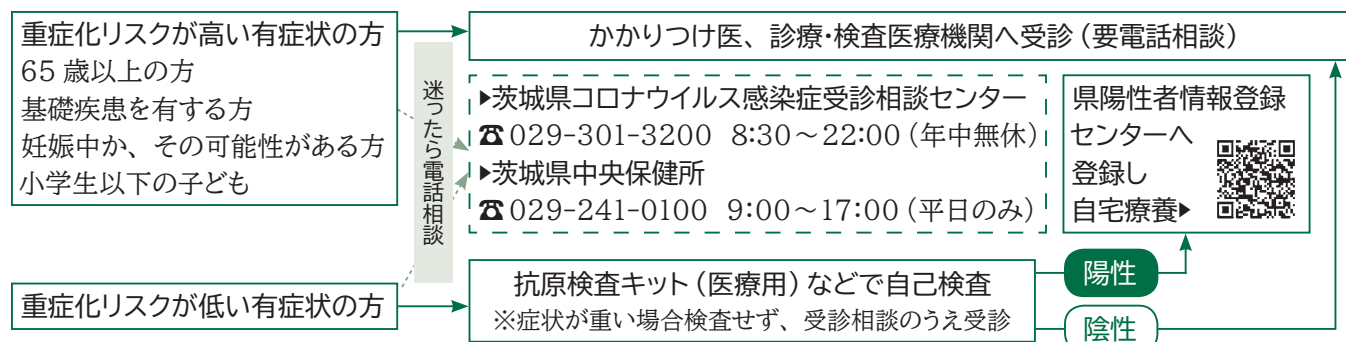 重症化リスクが高い有症状の方
65歳以上の方
基礎疾患を有する方
妊娠中か、その可能性がある方
小学生以下の子ども
かかりつけ医、診療・検査医療機関へ受診（要電話相談）
迷ったら電話相談
▶茨城県コロナウイルス感染症受診相談センター
☎029-301-3200 8:30～22:00（年中無休）
▶茨城県中央保健所
☎029-241-0100 9:00～17:00（平日のみ）
県陽性者情報登録
センターへ
登録し
自宅療養▶
重症化リスクが低い有症状の方
抗原検査キット（医療用）などで自己検査
※症状が重い場合検査せず、受診相談のうえ受診
陽性
陰性